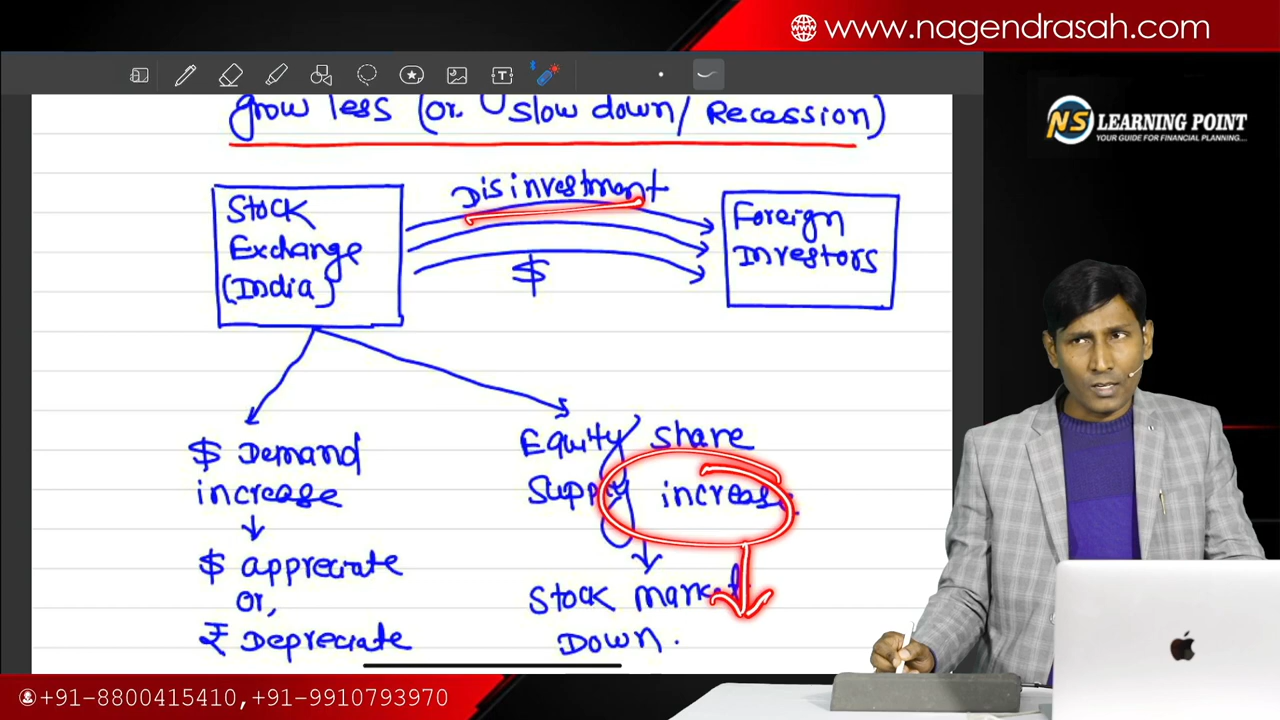 www.nagendrasah.com
NS LEARNING POINT
YOUR GUIDE FOR FINANCIAL PLANNING....
grow less (or slow down/ Recession)
Disinvestment
Stock
Exchange
(India)
$
Foreign
Investors
$ Demand
increase
$ appreciate
or,
₹ Depreciate
Equity share
Supply increase
Stock market
Down.
+91-8800415410,+91-9910793970